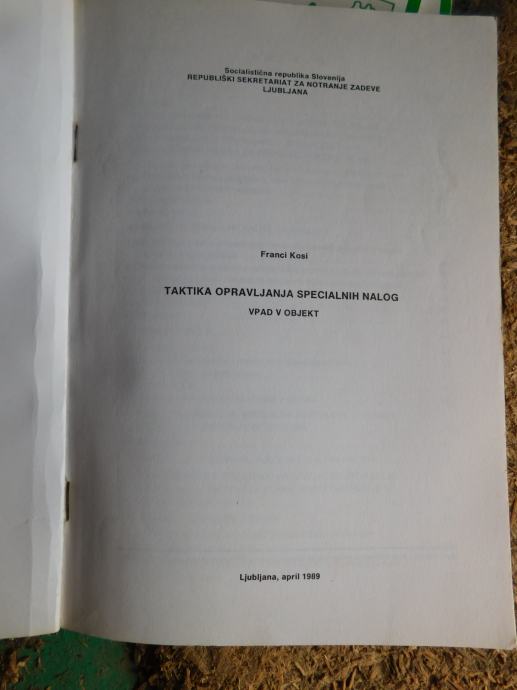 Socialistična republika Slovenija
REPUBLIŠKI SEKRETARIAT ZA NOTRANJE ZADEVE
LJUBLJANA
Franci Kosi
TAKTIKA OPRAVLJANJA SPECIALNIH NALOG
VPAD V OBJEKT
Ljubljana, april 1989